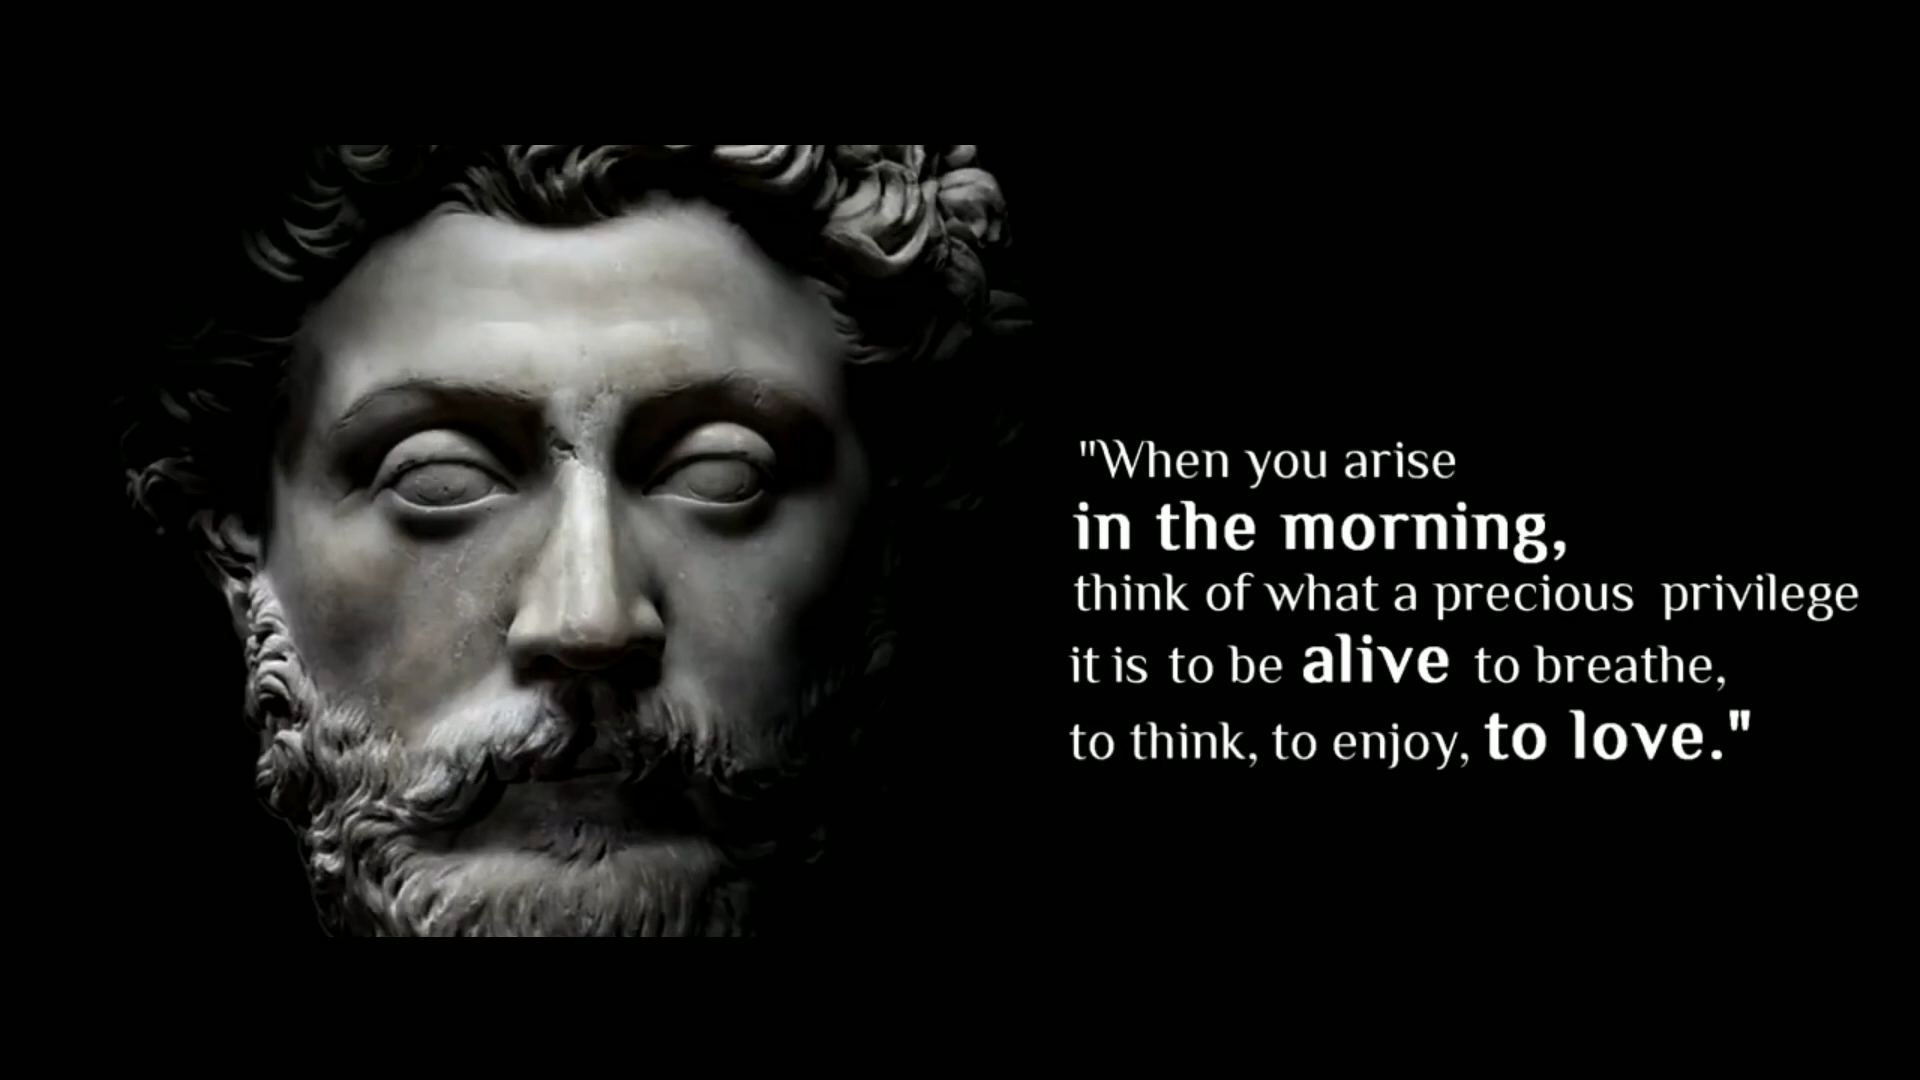 "When you arise
in the morning,
think of what a precious privilege
it is to be alive to breathe,
to think, to enjoy, to love."